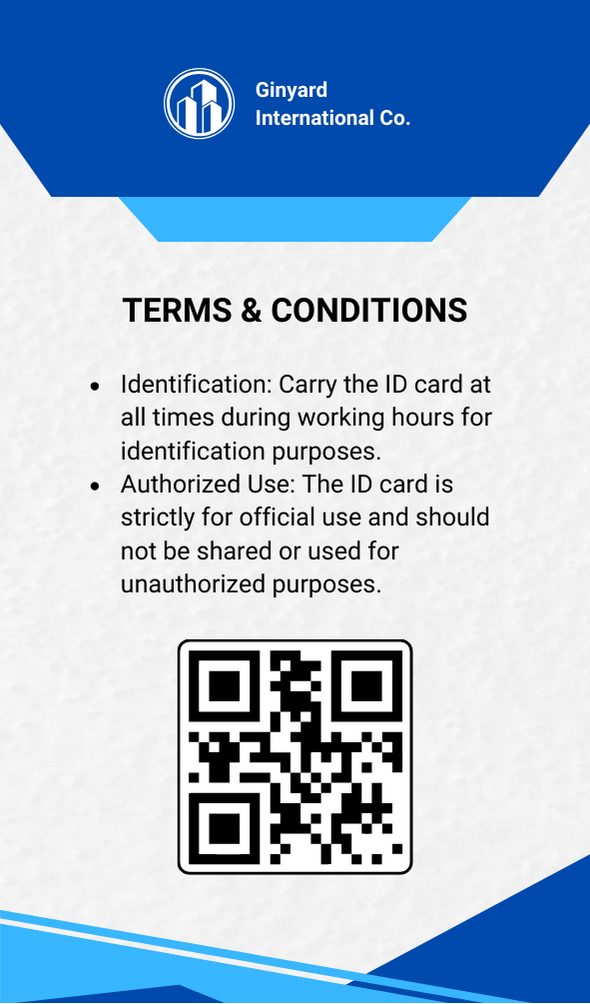 Ginyard
International Co.
TERMS & CONDITIONS
• Identification: Carry the ID card at
all times during working hours for
identification purposes.
• Authorized Use: The ID card is
strictly for official use and should
not be shared or used for
unauthorized purposes.